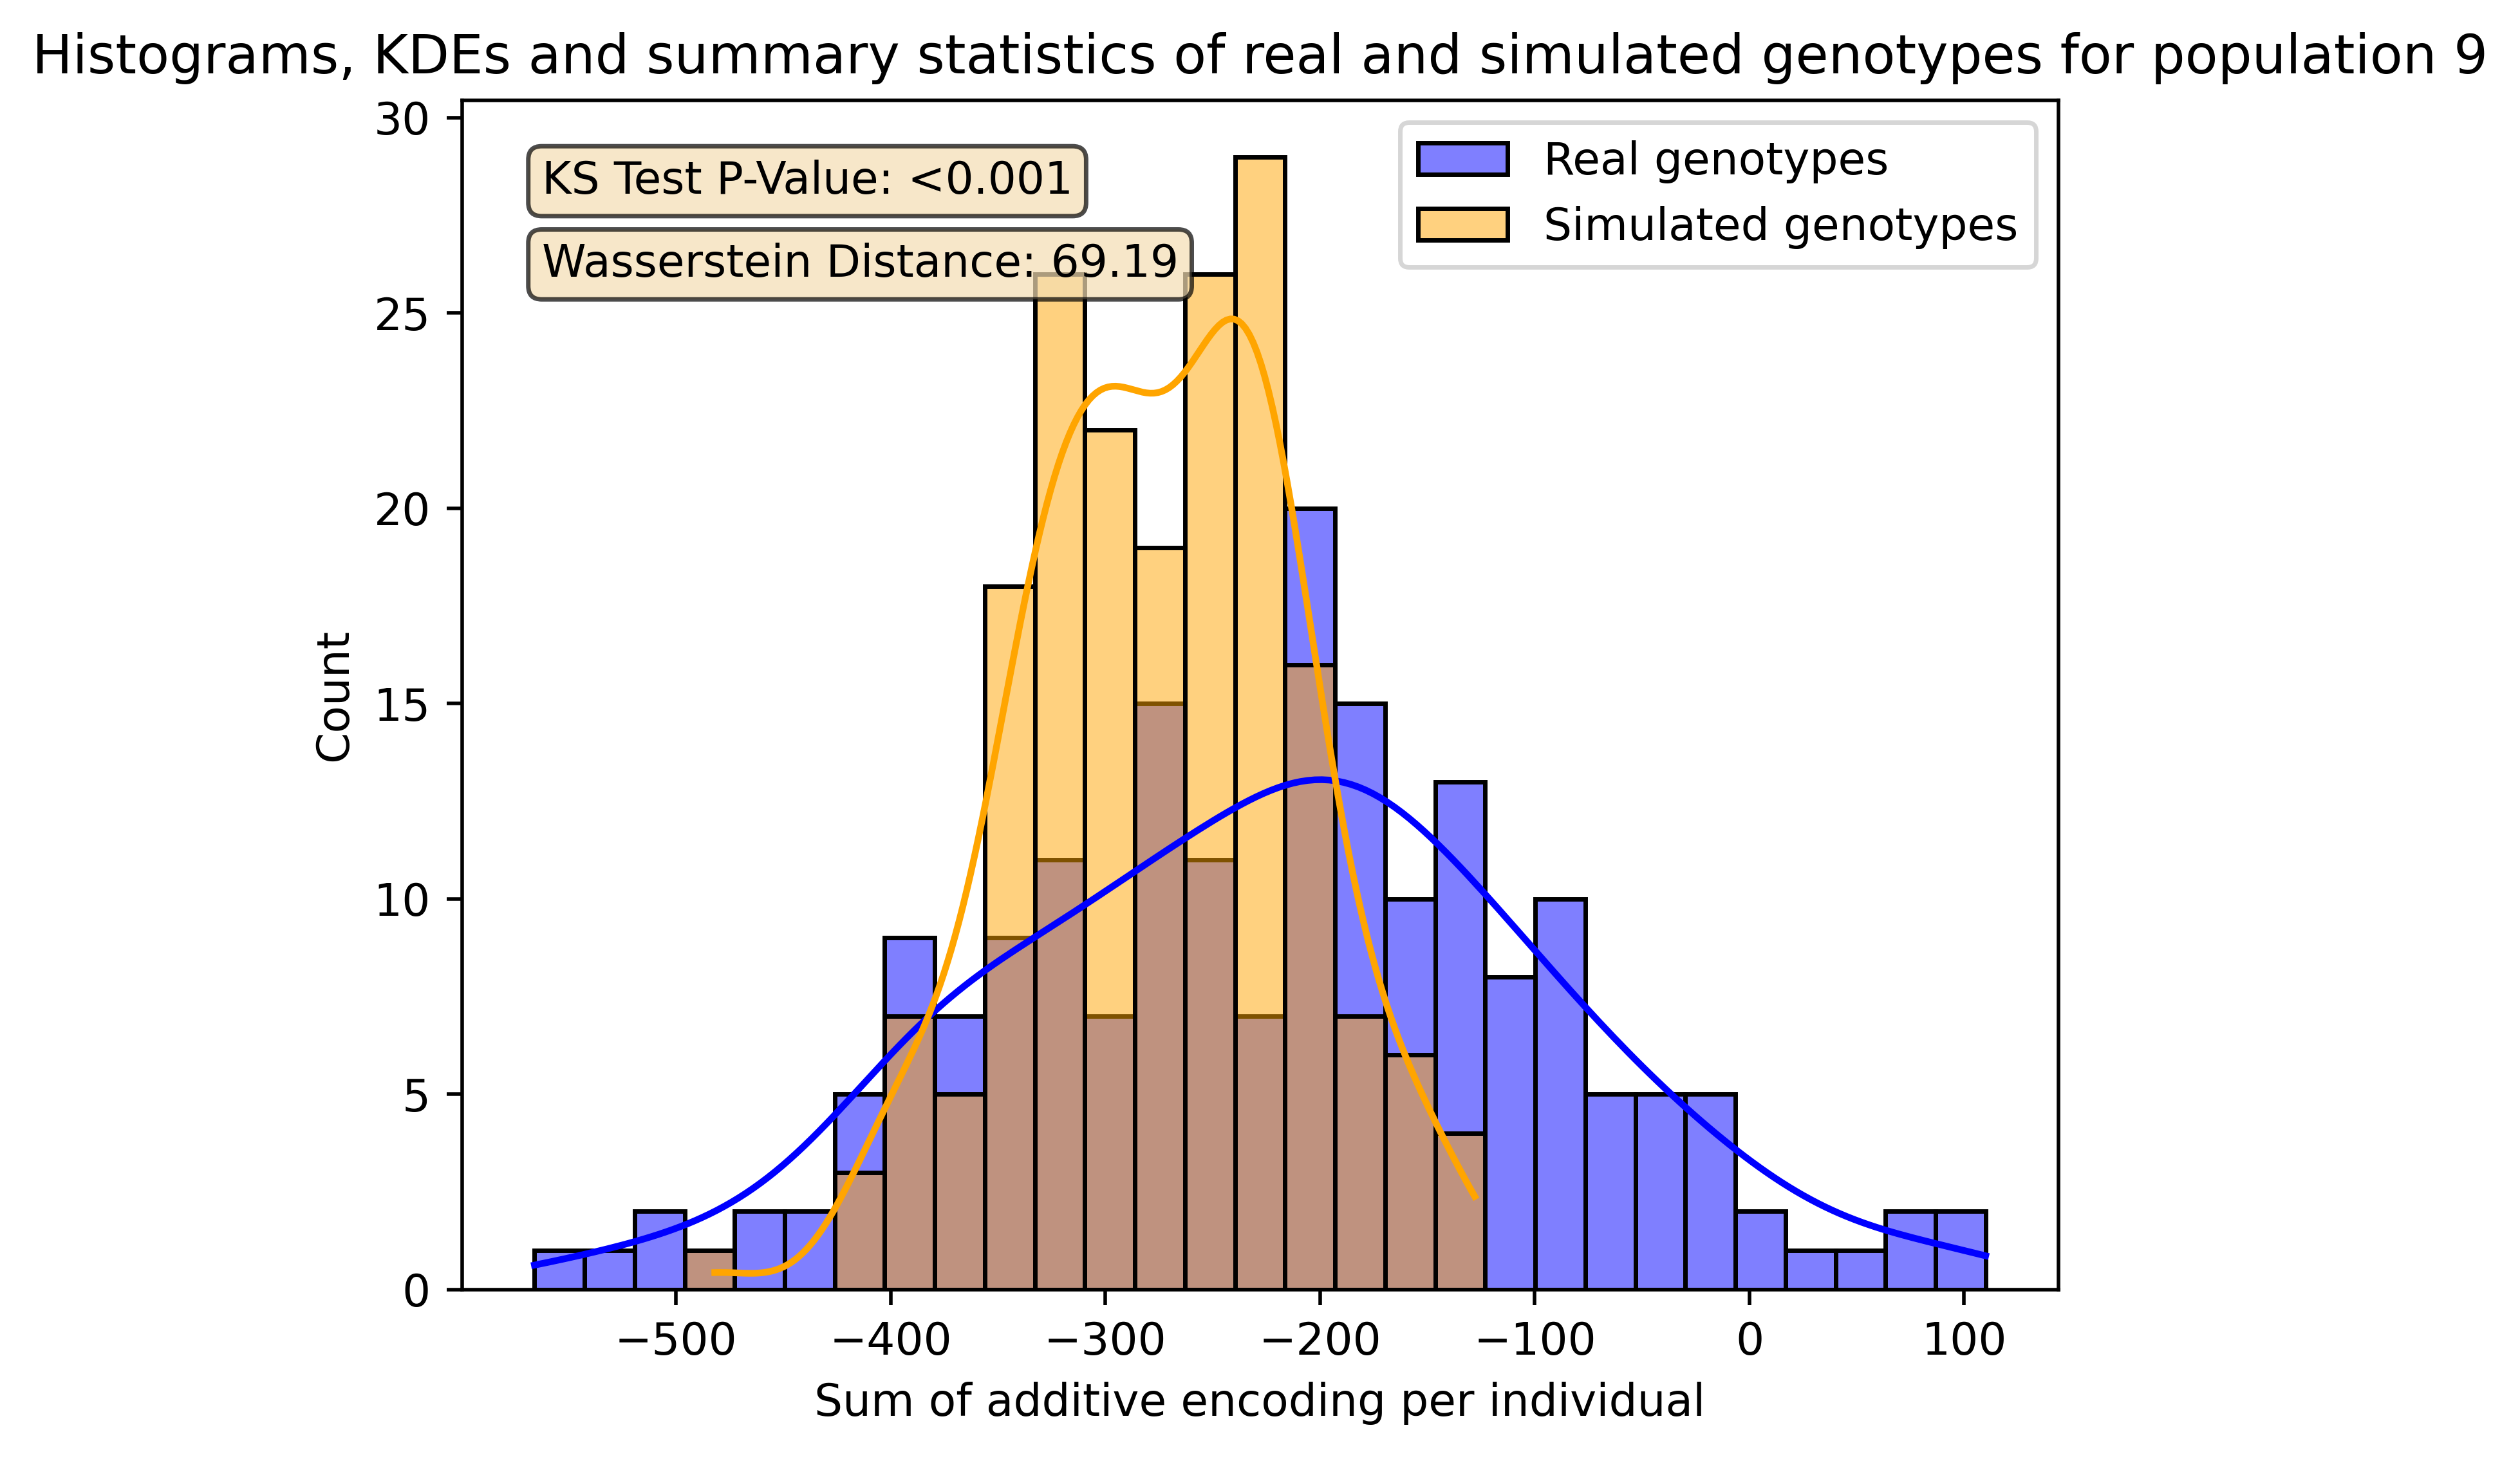 Histograms, KDEs and summary statistics of real and simulated genotypes for population 9
30
25
20
15
10
5
0
Count
KS Test P-Value: <0.001
Wasserstein Distance: 69.19
Real genotypes
Simulated genotypes
−500 −400 −300 −200 −100 0 100
Sum of additive encoding per individual